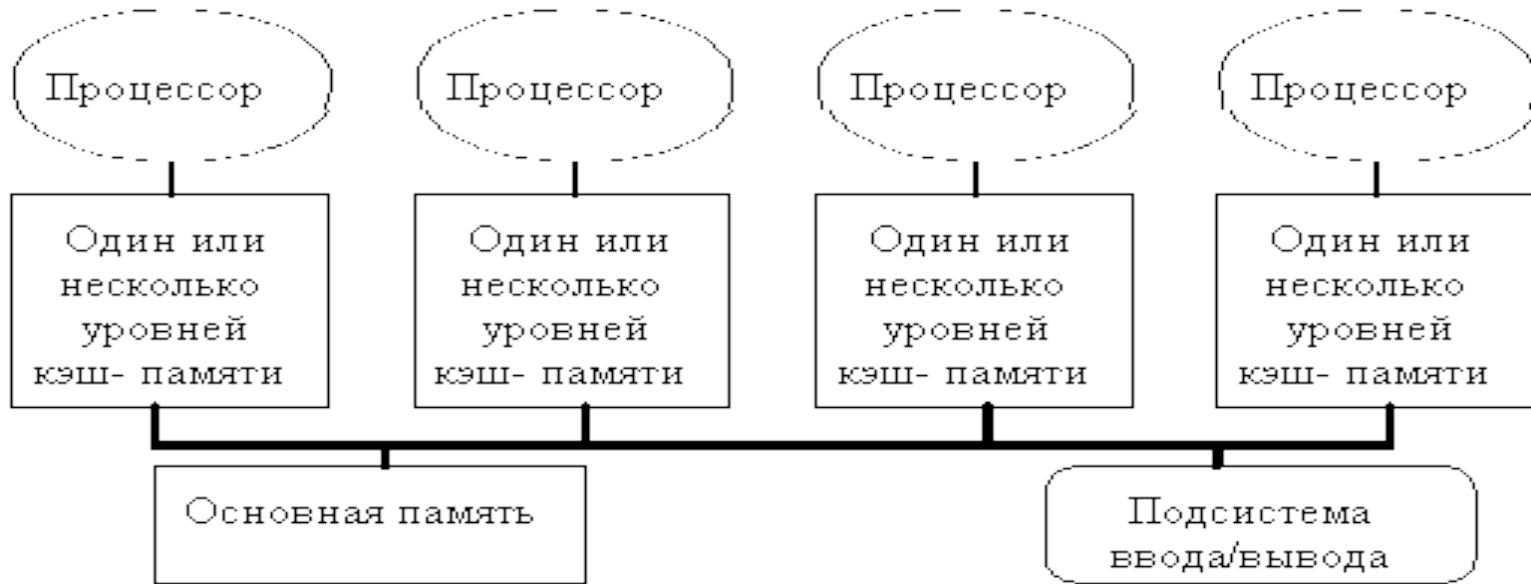 Процессор
Процессор
Процессор
Процессор
Один или
несколько
уровней
кэш- памяти
Один или
несколько
уровней
кэш- памяти
Один или
несколько
уровней
кэш- памяти
Один или
несколько
уровней
кэш- памяти
Основная память
Подсистема
ввода/вывода